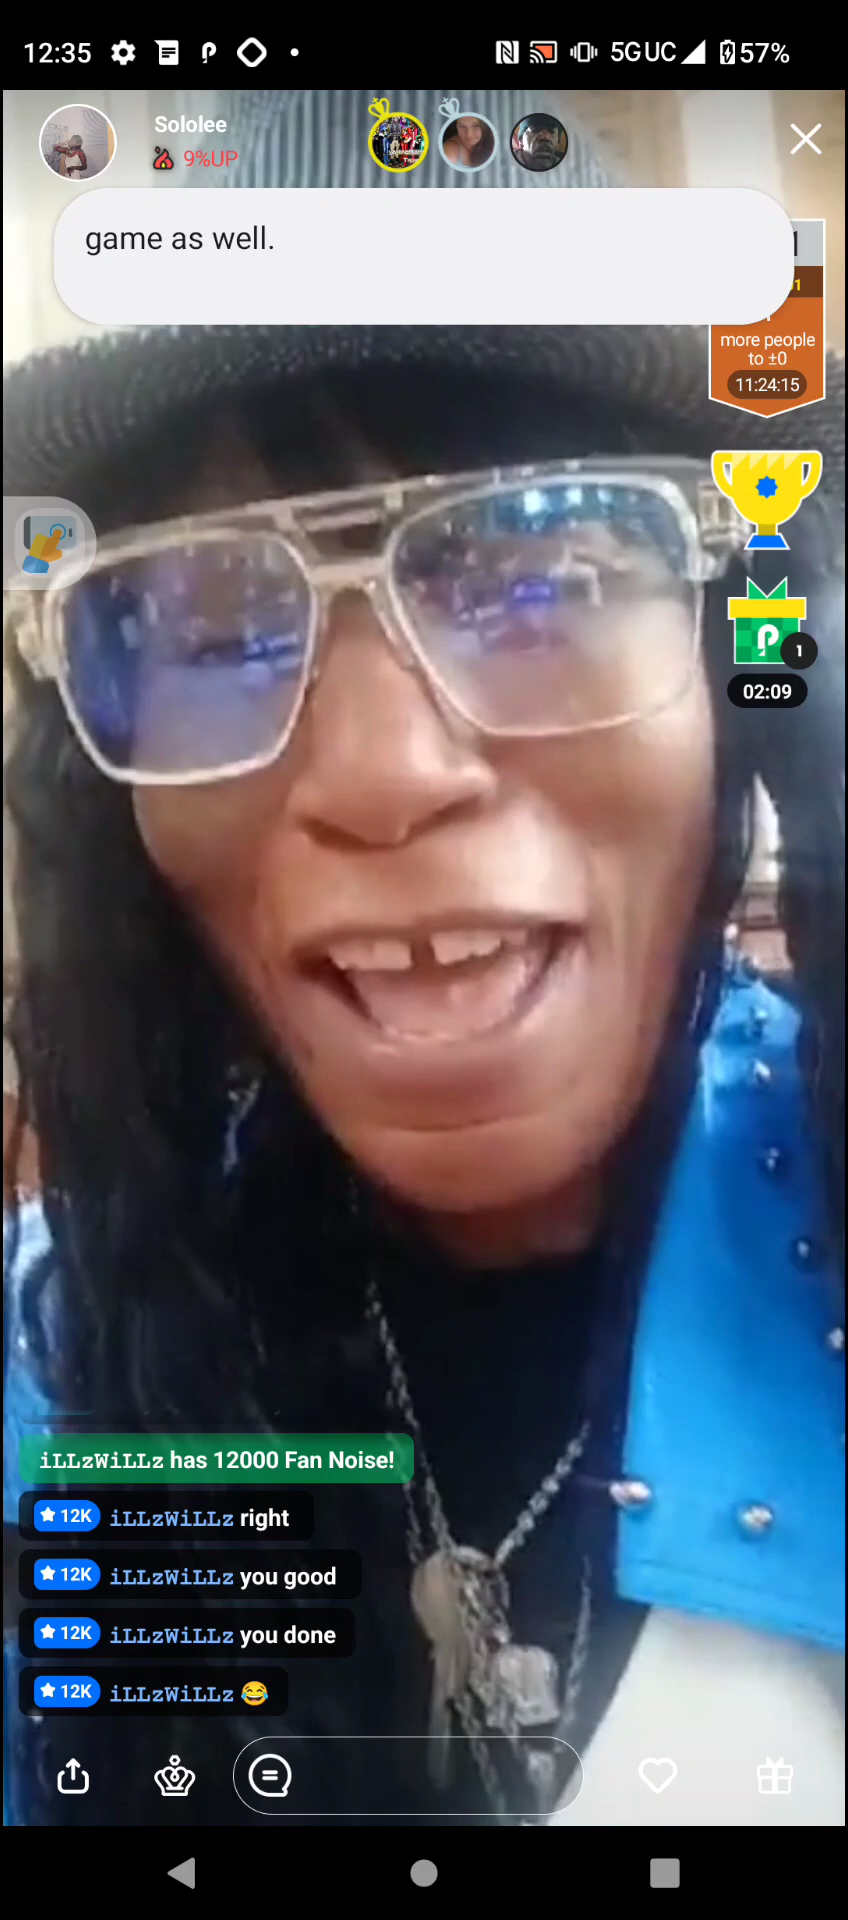 12:35 5G UC 57%
Sololee
9%UP
game as well.
more people
to ±0
11:24:15
1
02:09
iLLzWiLLz has 12000 Fan Noise!
12K iLLzWiLLz right
12K iLLzWiLLz you good
12K iLLzWiLLz you done
12K iLLzWiLLz 😂